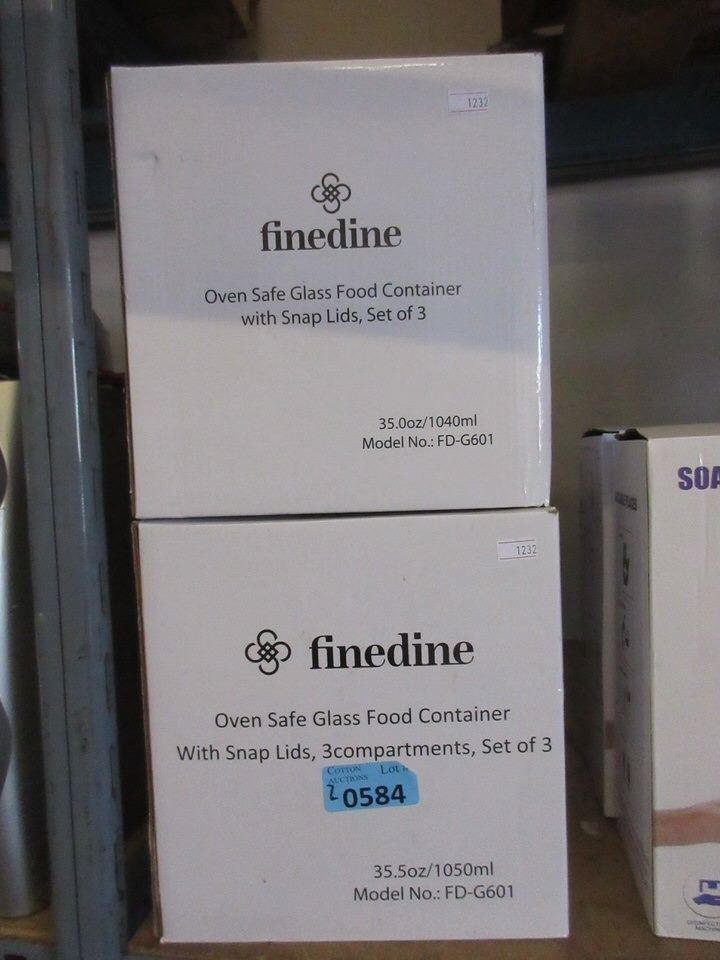 1232
finedine
Oven Safe Glass Food Container
with Snap Lids, Set of 3
35.0oz/1040ml
Model No.: FD-G601
1232
finedine
Oven Safe Glass Food Container
With Snap Lids, 3compartments, Set of 3
COTTON AUCTIONS Lot #
2 0584
35.5oz/1050ml
Model No.: FD-G601
SOA